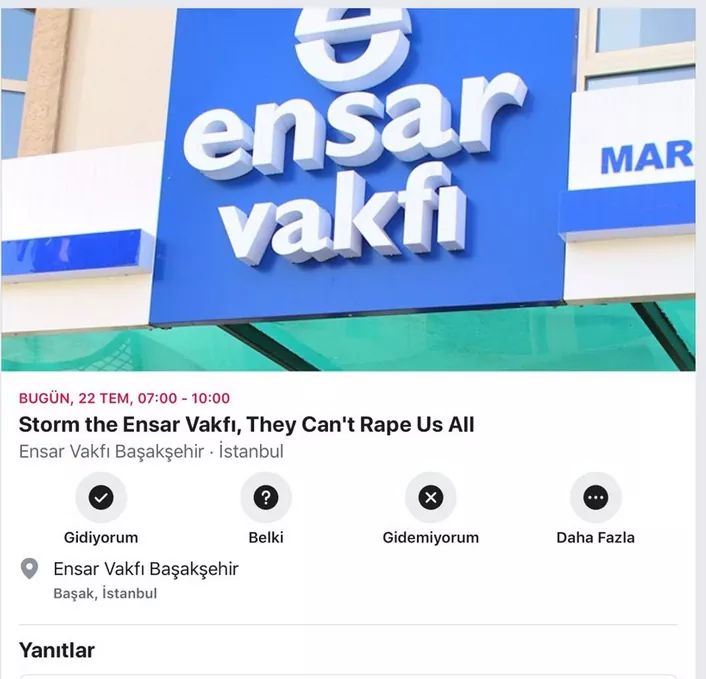 ensar
vakfı
MAR
BUGÜN, 22 TEM, 07:00 - 10:00
Storm the Ensar Vakfı, They Can't Rape Us All
Ensar Vakfı Başakşehir · İstanbul
Gidiyorum
Belki
Gidemiyorum
Daha Fazla
Ensar Vakfı Başakşehir
Başak, İstanbul
Yanıtlar